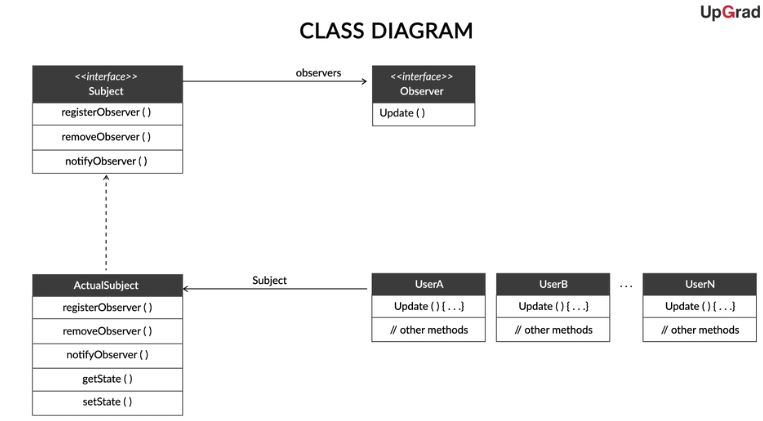 UpGrad
CLASS DIAGRAM
<<interface>>
Subject
registerObserver ( )
removeObserver ( )
notifyObserver ( )
observers
<<interface>>
Observer
Update ( )
ActualSubject
registerObserver ( )
removeObserver ( )
notifyObserver ( )
getState ( )
setState ( )
Subject
UserA
Update ( ) { . . .}
// other methods
UserB
Update ( ) { . . .}
// other methods
. . .
UserN
Update ( ) { . . .}
// other methods